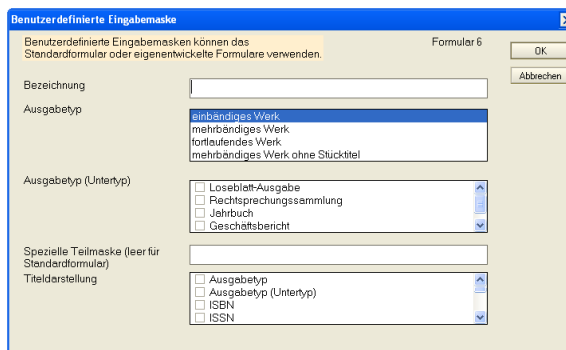 Benutzerdefinierte Eingabemaske
Benutzerdefinierte Eingabemasken können das
Standardformular oder eigenentwickelte Formulare verwenden.
Formular 6
OK
Abbrechen
Bezeichnung
Ausgabetyp
einbändiges Werk
mehrbändiges Werk
fortlaufendes Werk
mehrbändiges Werk ohne Stücktitel
Ausgabetyp (Untertyp)
Loseblatt-Ausgabe
Rechtsprechungssammlung
Jahrbuch
Geschäftsbericht
Spezielle Teilmaske (leer für
Standardformular)
Titeldarstellung
Ausgabetyp
Ausgabetyp (Untertyp)
ISBN
ISSN